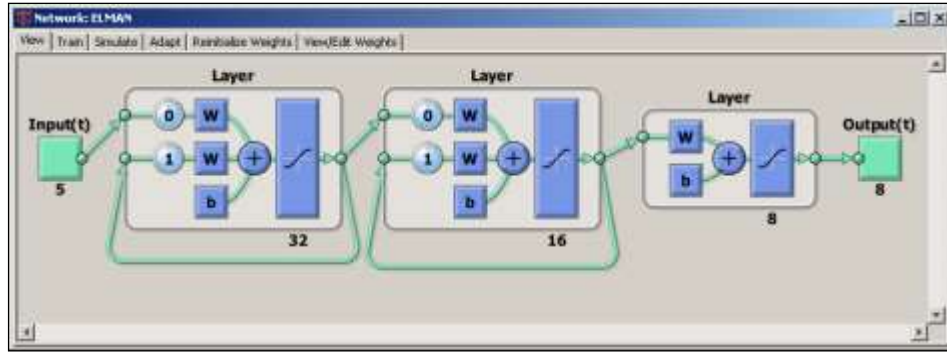 Network: ELMAN
View Train Simulate Adapt Reinitialize Weights View/Edit Weights
Layer Layer
Layer
Input(t) 0 W 0 W W Output(t)
1 W + 1 W + + 
b b b
5 8 8
32 16